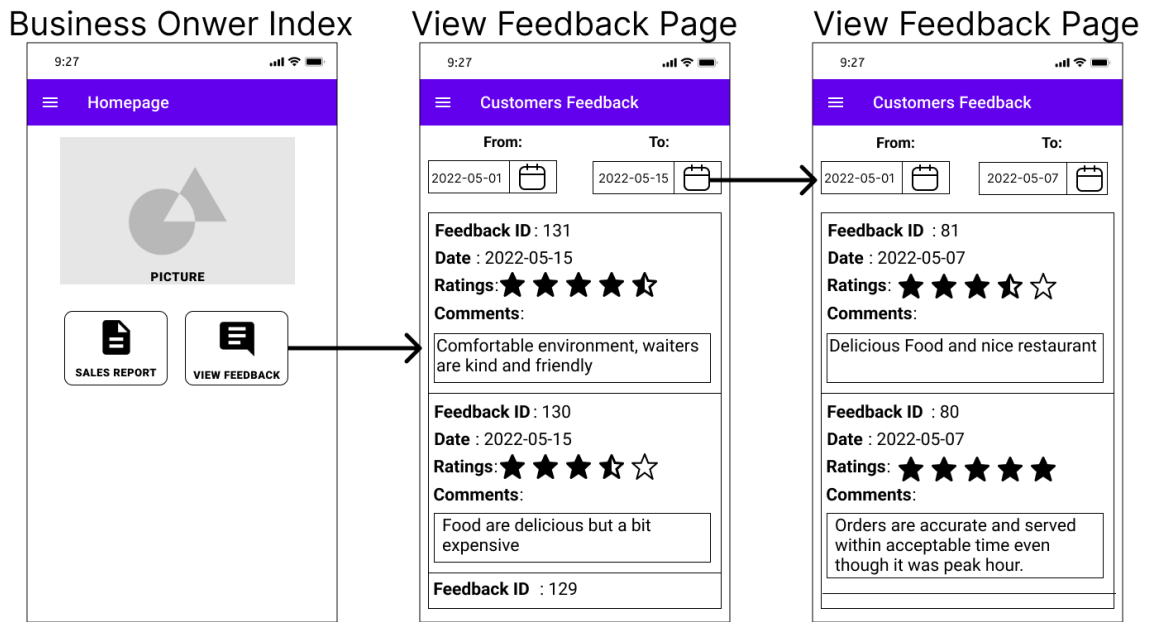 Business Onwer Index
9:27
Homepage
PICTURE
SALES REPORT
VIEW FEEDBACK
View Feedback Page
9:27
Customers Feedback
From:
To:
2022-05-01
2022-05-15
Feedback ID : 131
Date : 2022-05-15
Ratings:
Comments:
Comfortable environment, waiters
are kind and friendly
Feedback ID : 130
Date : 2022-05-15
Ratings:
Comments:
Food are delicious but a bit
expensive
Feedback ID : 129
View Feedback Page
9:27
Customers Feedback
From:
To:
2022-05-01
2022-05-07
Feedback ID : 81
Date : 2022-05-07
Ratings:
Comments:
Delicious Food and nice restaurant
Feedback ID : 80
Date : 2022-05-07
Ratings:
Comments:
Orders are accurate and served
within acceptable time even
though it was peak hour.